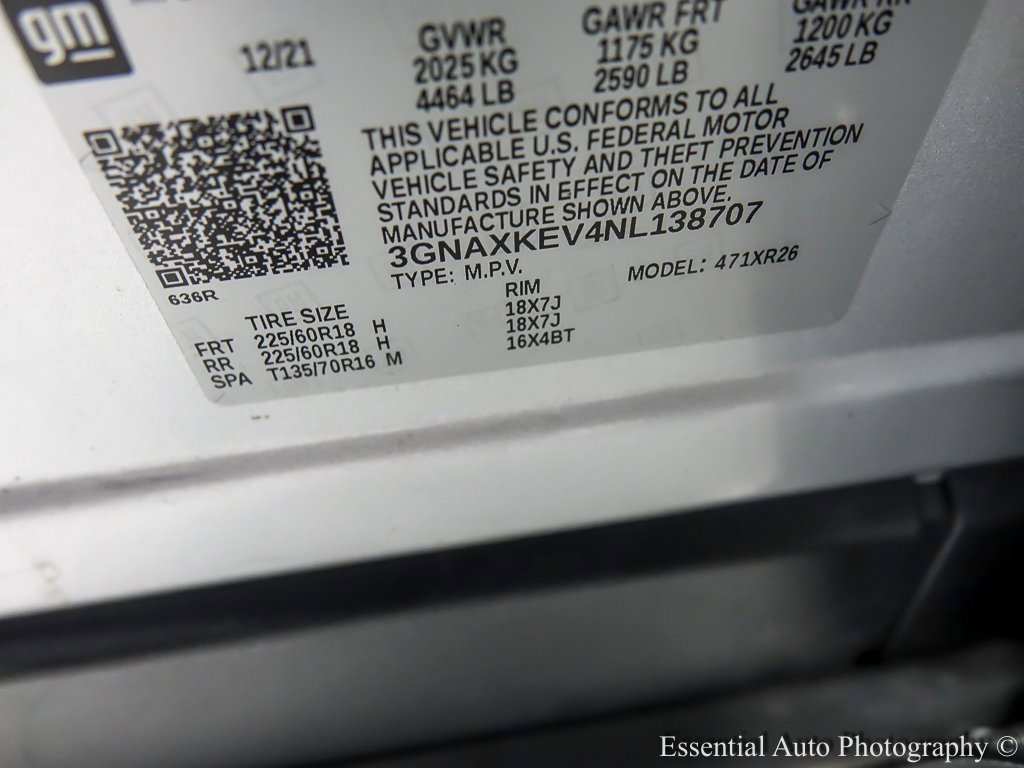 gm
12/21
GVWR
2025 KG
4464 LB
GAWR FRT
1175 KG
2590 LB
GAWR RR
1200 KG
2645 LB
THIS VEHICLE CONFORMS TO ALL
APPLICABLE U.S. FEDERAL MOTOR
VEHICLE SAFETY AND THEFT PREVENTION
STANDARDS IN EFFECT ON THE DATE OF
MANUFACTURE SHOWN ABOVE.
3GNAXKEV4NL138707
TYPE: M.P.V.
MODEL: 471XR26
636R
TIRE SIZE RIM
FRT 225/60R18 H 18X7J
RR 225/60R18 H 18X7J
SPA T135/70R16 M 16X4BT
Essential Auto Photography ©